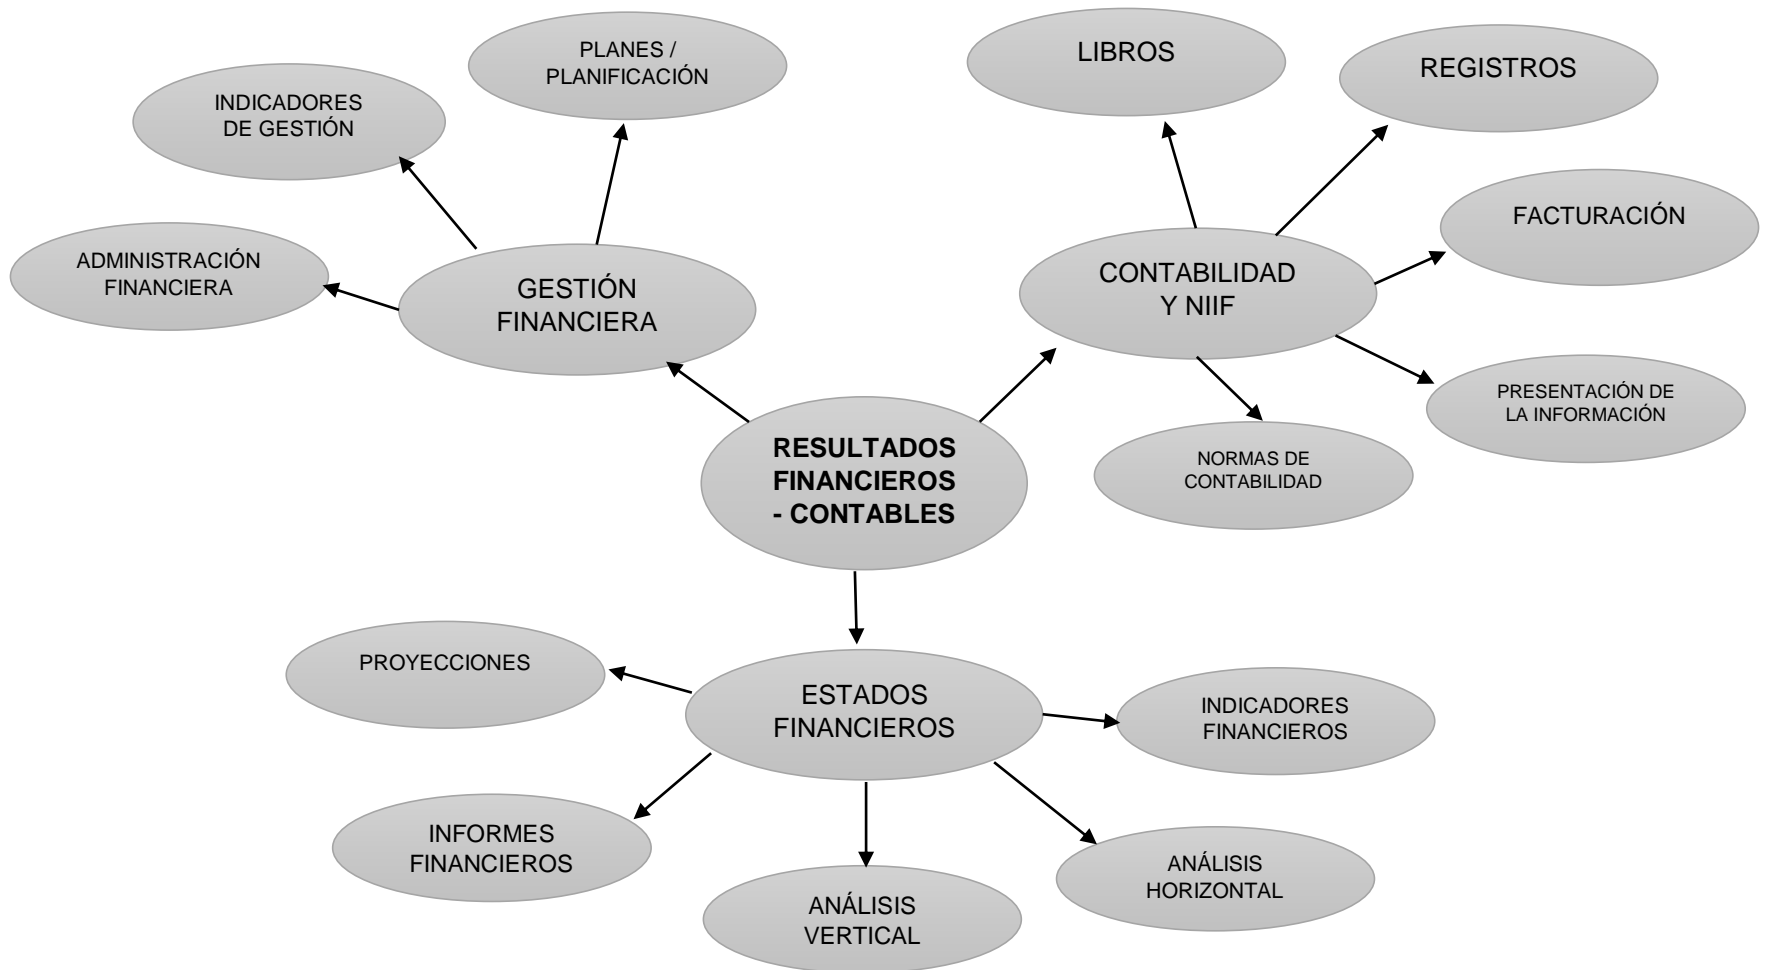 PLANES /
PLANIFICACIÓN
LIBROS
REGISTROS
INDICADORES
DE GESTIÓN
FACTURACIÓN
ADMINISTRACIÓN
FINANCIERA
GESTIÓN
FINANCIERA
CONTABILIDAD
Y NIIF
PRESENTACIÓN DE
LA INFORMACIÓN
RESULTADOS
FINANCIEROS
- CONTABLES
NORMAS DE
CONTABILIDAD
PROYECCIONES
ESTADOS
FINANCIEROS
INDICADORES
FINANCIEROS
INFORMES
FINANCIEROS
ANÁLISIS
HORIZONTAL
ANÁLISIS
VERTICAL